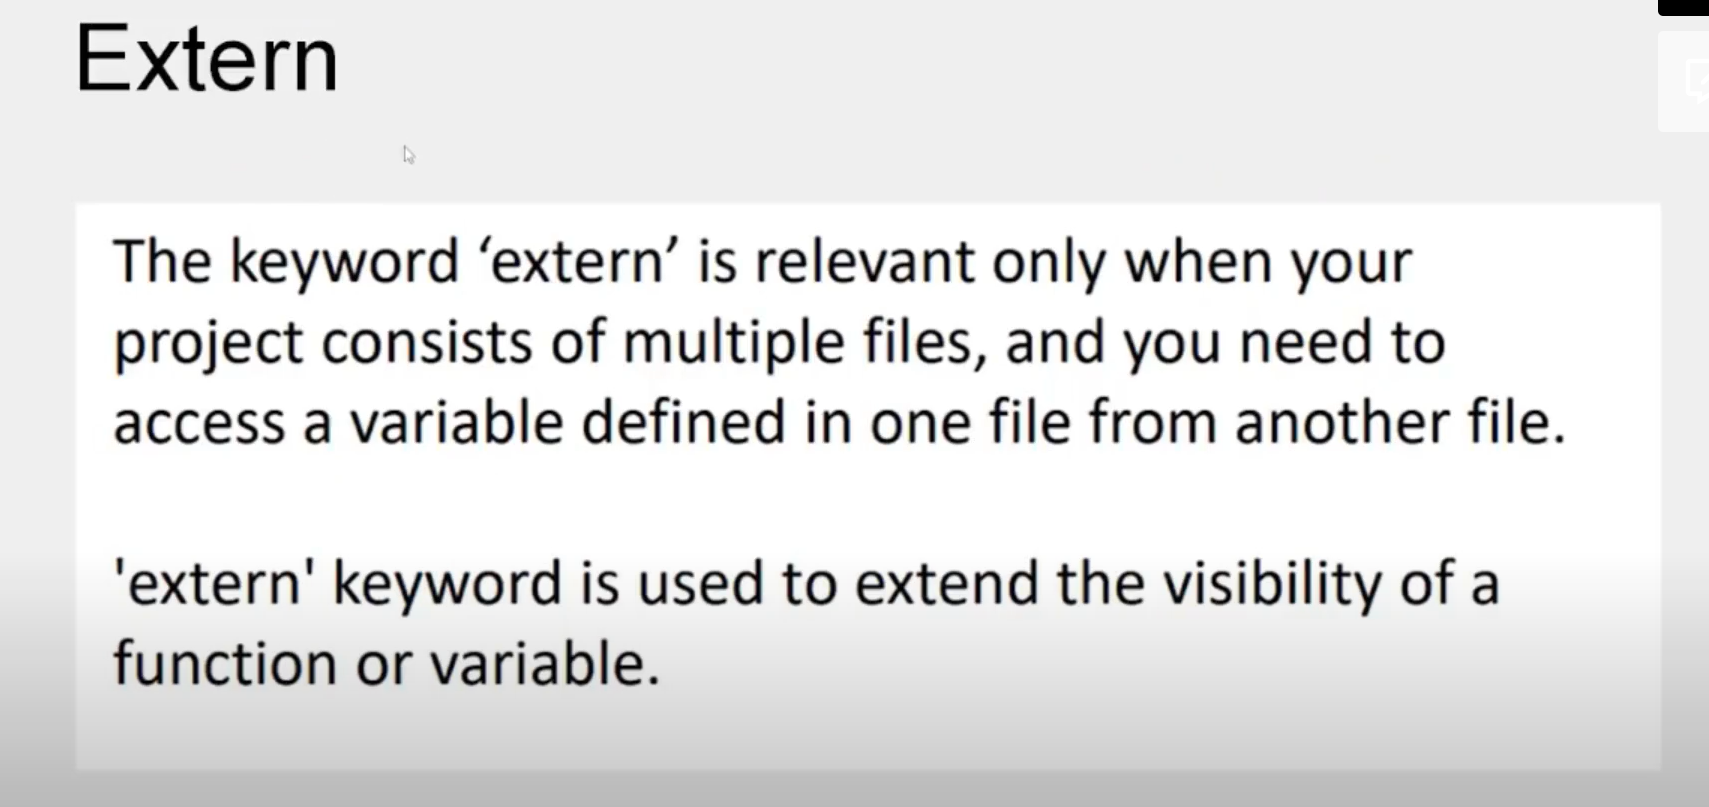 Extern
The keyword ‘extern’ is relevant only when your
project consists of multiple files, and you need to
access a variable defined in one file from another file.
'extern' keyword is used to extend the visibility of a
function or variable.